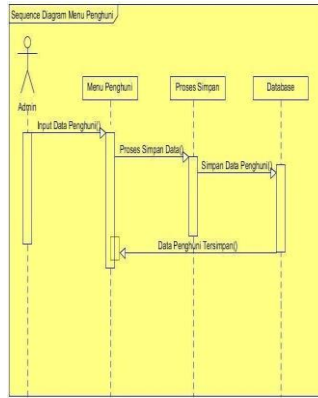 Sequence Diagram Menu Penghuni
Admin
Menu Penghuni
Proses Simpan
Database
Input Data Penghuni()
Proses Simpan Data()
Simpan Data Penghuni()
Data Penghuni Tersimpan()